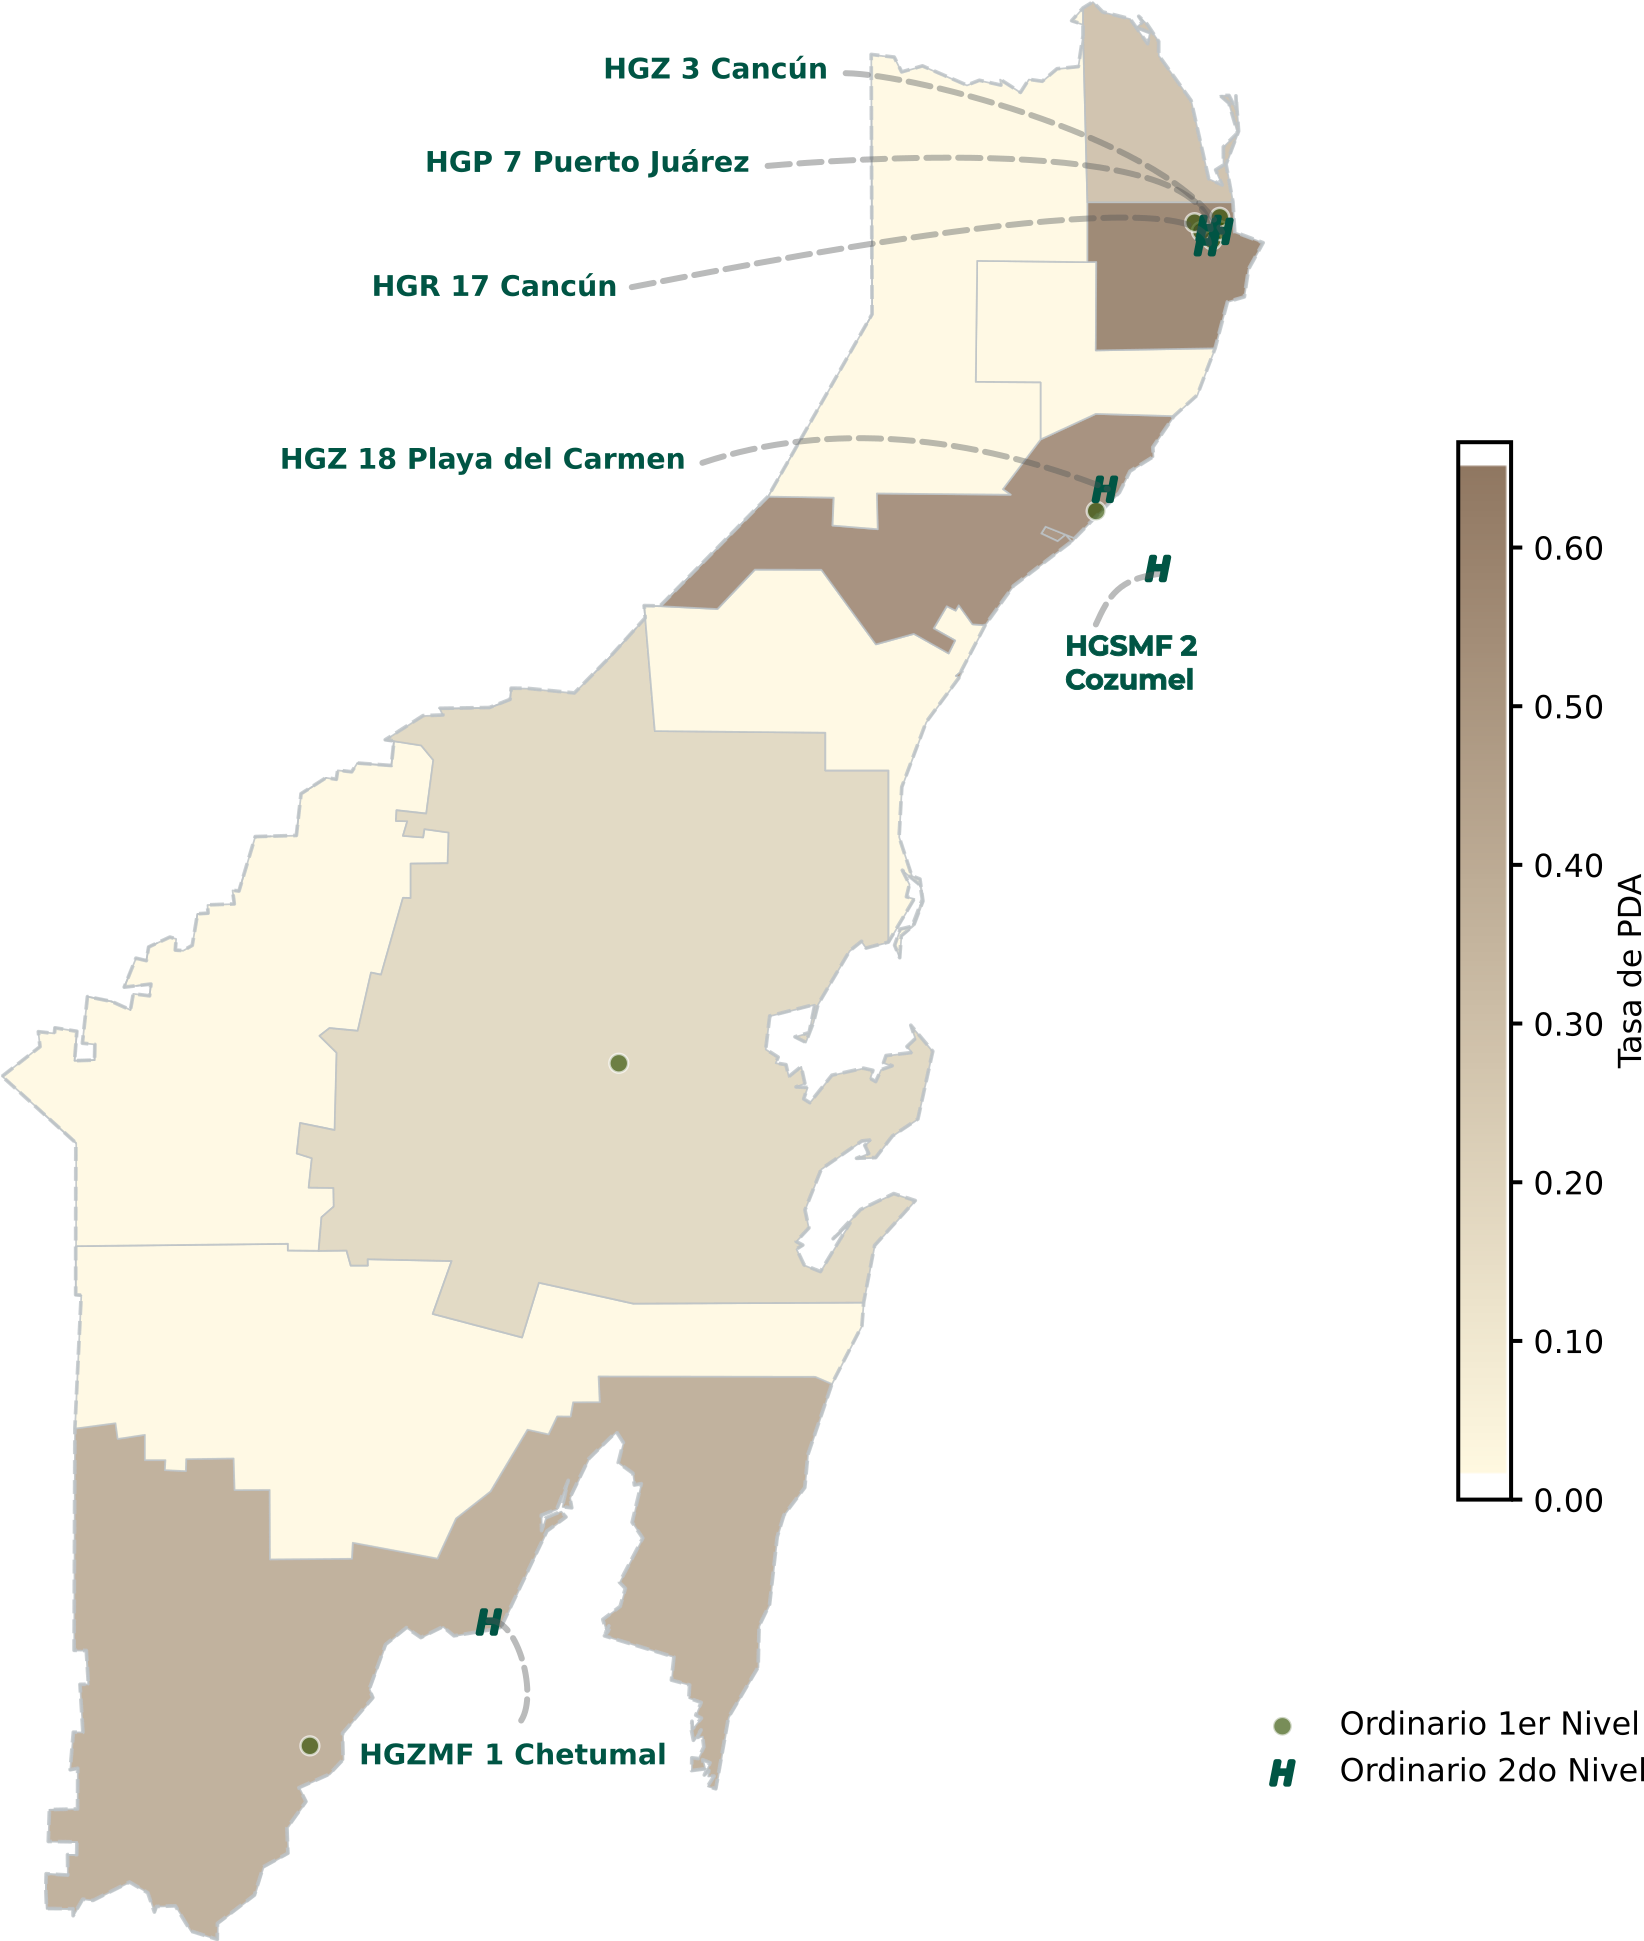 HGZ 3 Cancún
HGP 7 Puerto Juárez
HGR 17 Cancún
HGZ 18 Playa del Carmen
HGSMF 2
Cozumel
HGZMF 1 Chetumal
0.60
0.50
0.40
0.30
0.20
0.10
0.00
Tasa de PDA
Ordinario 1er Nivel
Ordinario 2do Nivel